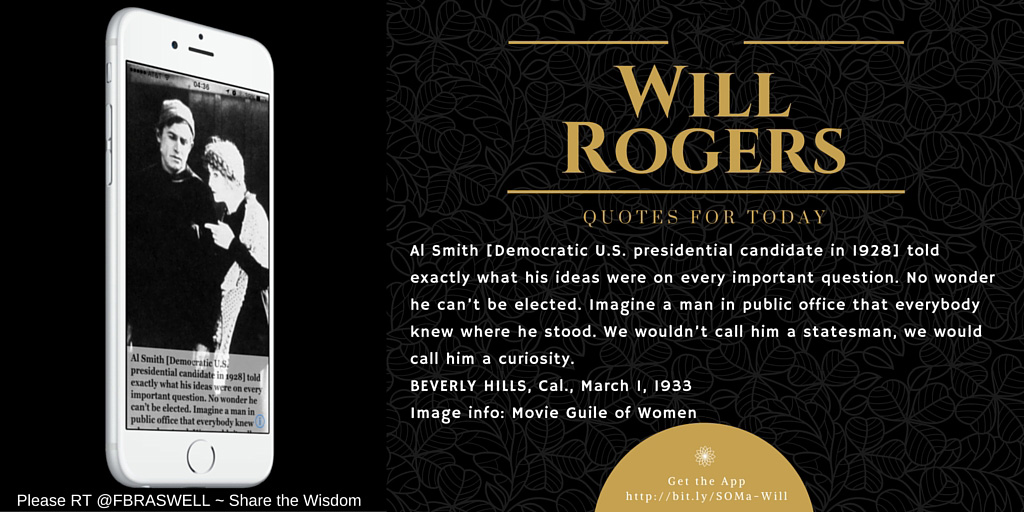 AT&T
04:36
Al Smith [Democratic U.S.
presidential candidate in 1928] told
exactly what his ideas were on every
important question. No wonder he
can't be elected. Imagine a man in
public office that everybody knew
Please RT @FBRASWELL ~ Share the Wisdom
WILL
ROGERS
QUOTES FOR TODAY
Al Smith [Democratic U.S. presidential candidate in 1928] told
exactly what his ideas were on every important question. No wonder
he can't be elected. Imagine a man in public office that everybody
knew where he stood. We wouldn't call him a statesman, we would
call him a curiosity.
BEVERLY HILLS, Cal., March 1, 1933
Image info: Movie Guile of Women
Get the App
http://bit.ly/SOMa-Will